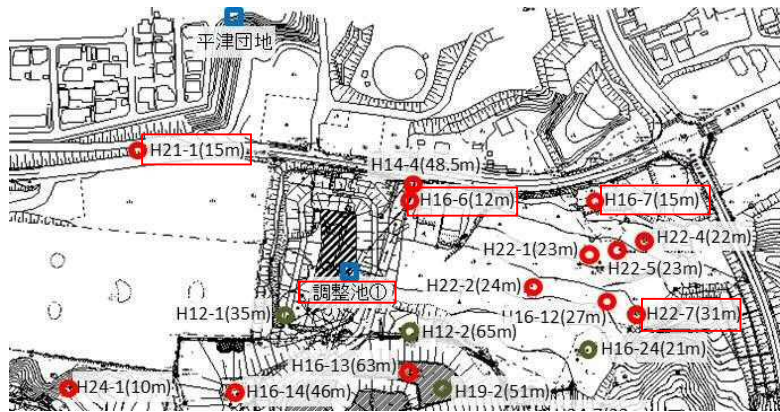 平津団地
H21-1(15m)
H14-4(48.5m)
H16-6(12m)
H16-7(15m)
H22-4(22m)
H22-1(23m)
H22-5(23m)
調整池①
H22-2(24m)
H12-1(35m)
H16-12(27m)
H22-7(31m)
H12-2(65m)
H16-24(21m)
H16-13(63m)
H24-1(10m)
H16-14(46m)
H19-2(51m)